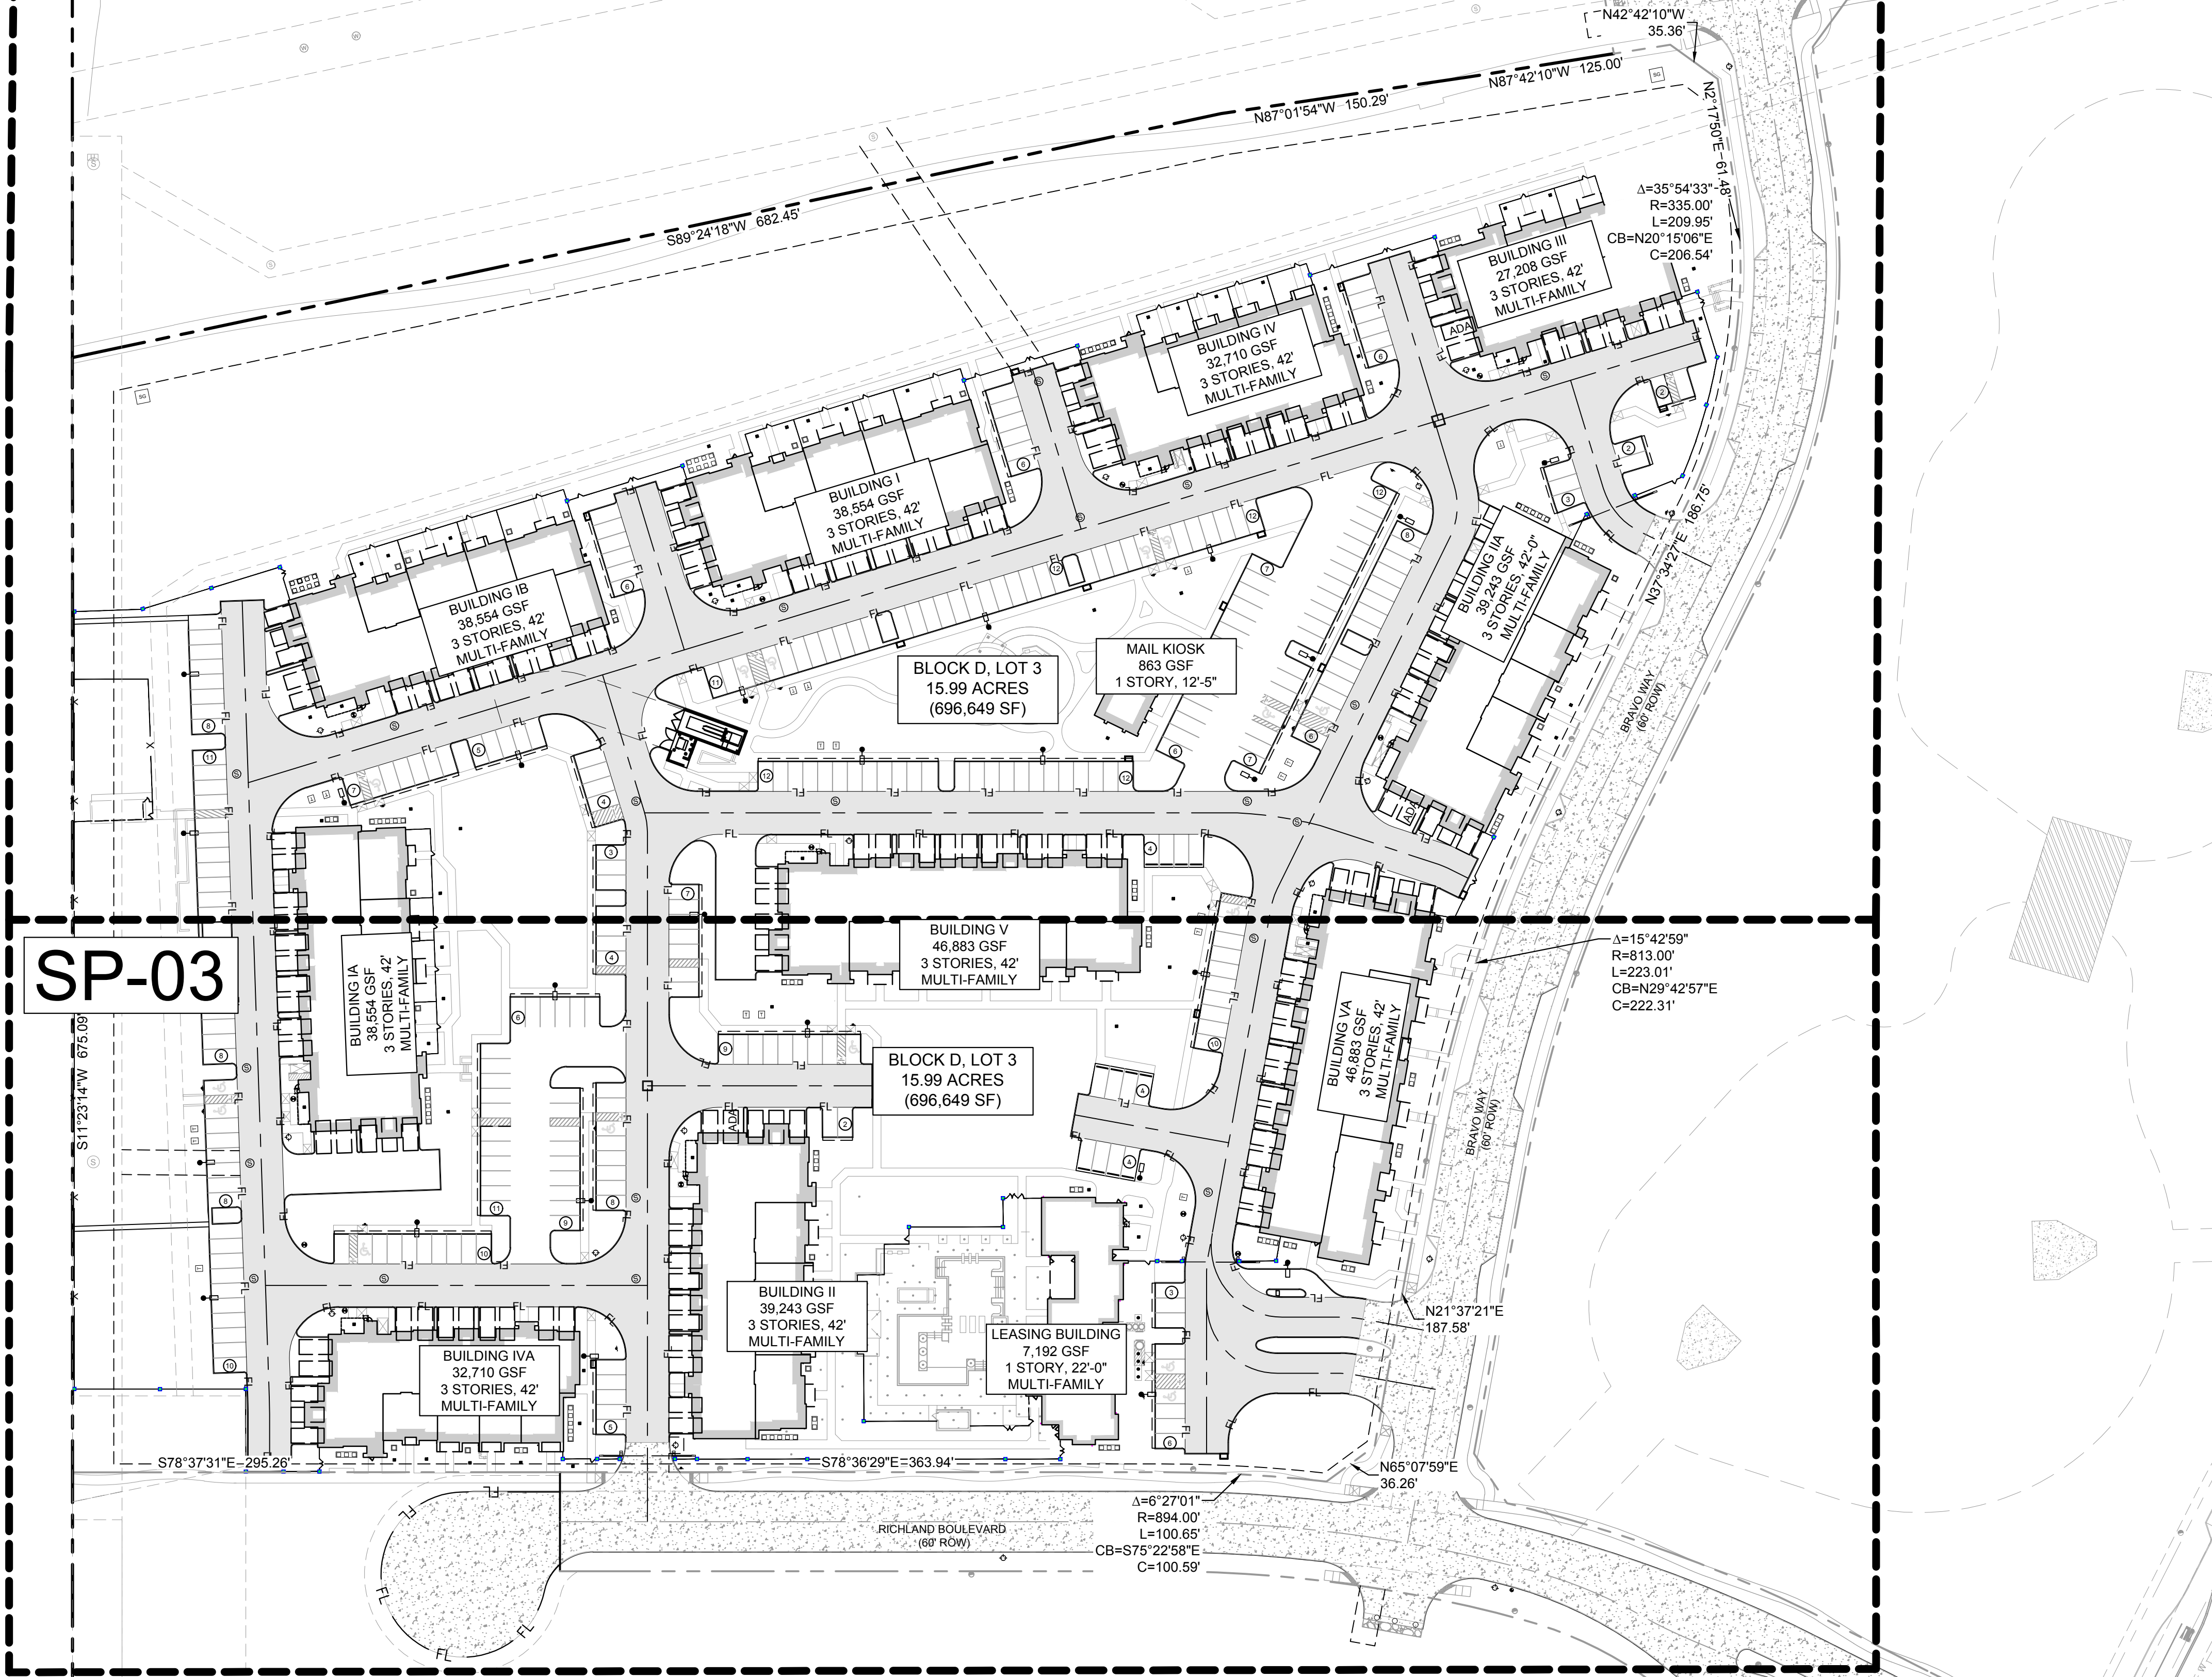 N42°42'10"W
35.36'
N87°42'10"W 125.00'
N87°01'54"W 150.29'
N2°17'50"E 61.48'
S89°24'18"W 682.45'
Δ=35°54'33"
R=335.00'
L=209.95'
CB=N20°15'06"E
C=206.54'
BUILDING III
27,208 GSF
3 STORIES, 42'
MULTI-FAMILY
ADA
BUILDING IV
32,710 GSF
3 STORIES, 42'
MULTI-FAMILY
BUILDING I
38,554 GSF
3 STORIES, 42'
MULTI-FAMILY
BUILDING IB
38,554 GSF
3 STORIES, 42'
MULTI-FAMILY
BUILDING IIA
39,243 GSF
3 STORIES, 42'-0"
MULTI-FAMILY
ADA
N37°34'27"E 186.75'
BRAVO WAY
(60' ROW)
BLOCK D, LOT 3
15.99 ACRES
(696,649 SF)
MAIL KIOSK
863 GSF
1 STORY, 12'-5"
SP-03
S11°23'14"W 675.09'
BUILDING IA
38,554 GSF
3 STORIES, 42'
MULTI-FAMILY
BUILDING V
46,883 GSF
3 STORIES, 42'
MULTI-FAMILY
BUILDING VA
46,883 GSF
3 STORIES, 42'
MULTI-FAMILY
Δ=15°42'59"
R=813.00'
L=223.01'
CB=N29°42'57"E
C=222.31'
BLOCK D, LOT 3
15.99 ACRES
(696,649 SF)
ADA
BRAVO WAY
(60' ROW)
BUILDING II
39,243 GSF
3 STORIES, 42'
MULTI-FAMILY
LEASING BUILDING
7,192 GSF
1 STORY, 22'-0"
MULTI-FAMILY
BUILDING IVA
32,710 GSF
3 STORIES, 42'
MULTI-FAMILY
N21°37'21"E
187.58'
S78°37'31"E 295.26'
S78°36'29"E 363.94'
N65°07'59"E
36.26'
Δ=6°27'01"
R=894.00'
L=100.65'
CB=S75°22'58"E
C=100.59'
RICHLAND BOULEVARD
(60' ROW)